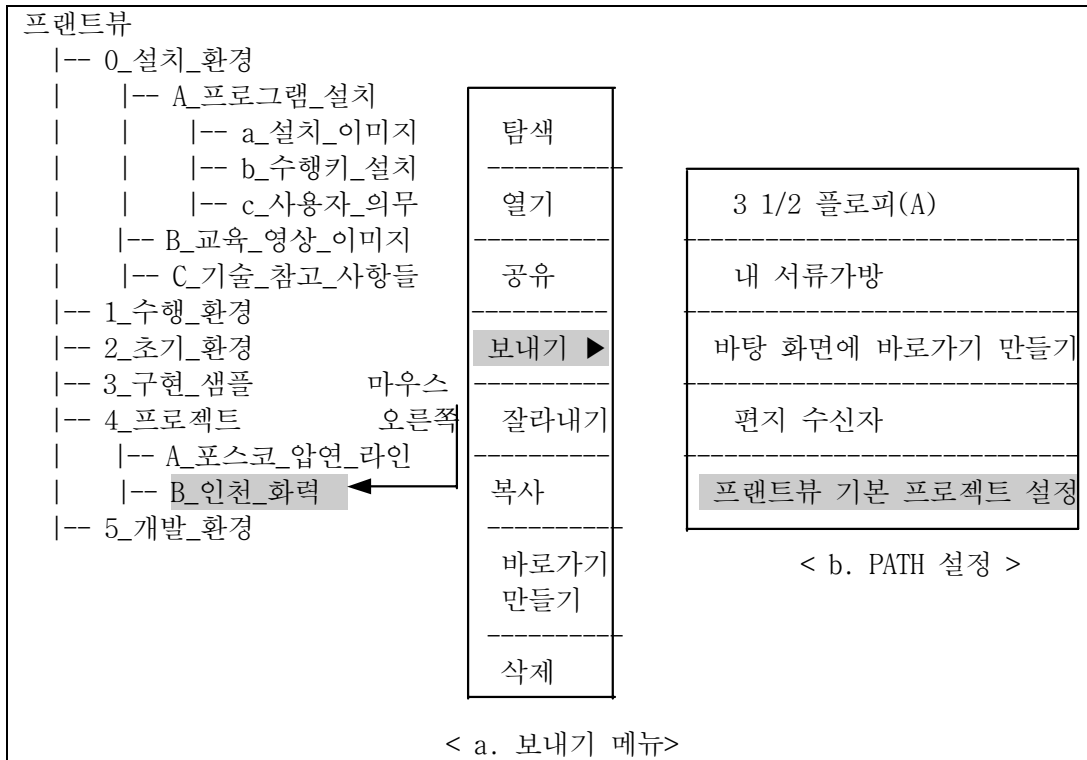 프랜트뷰
|-- 0_설치_환경
| |-- A_프로그램_설치
| | |-- a_설치_이미지
| | |-- b_수행키_설치
| | |-- c_사용자_의무
| |-- B_교육_영상_이미지
| |-- C_기술_참고_사항들
|-- 1_수행_환경
|-- 2_초기_환경
|-- 3_구현_샘플
|-- 4_프로젝트
| |-- A_포스코_압연_라인
| |-- B_인천_화력
|-- 5_개발_환경
마우스
오른쪽
탐색
열기
공유
보내기 ▶
잘라내기
복사
바로가기
만들기
삭제
< a. 보내기 메뉴>
3 1/2 플로피(A)
내 서류가방
바탕 화면에 바로가기 만들기
편지 수신자
프랜트뷰 기본 프로젝트 설정
< b. PATH 설정 >